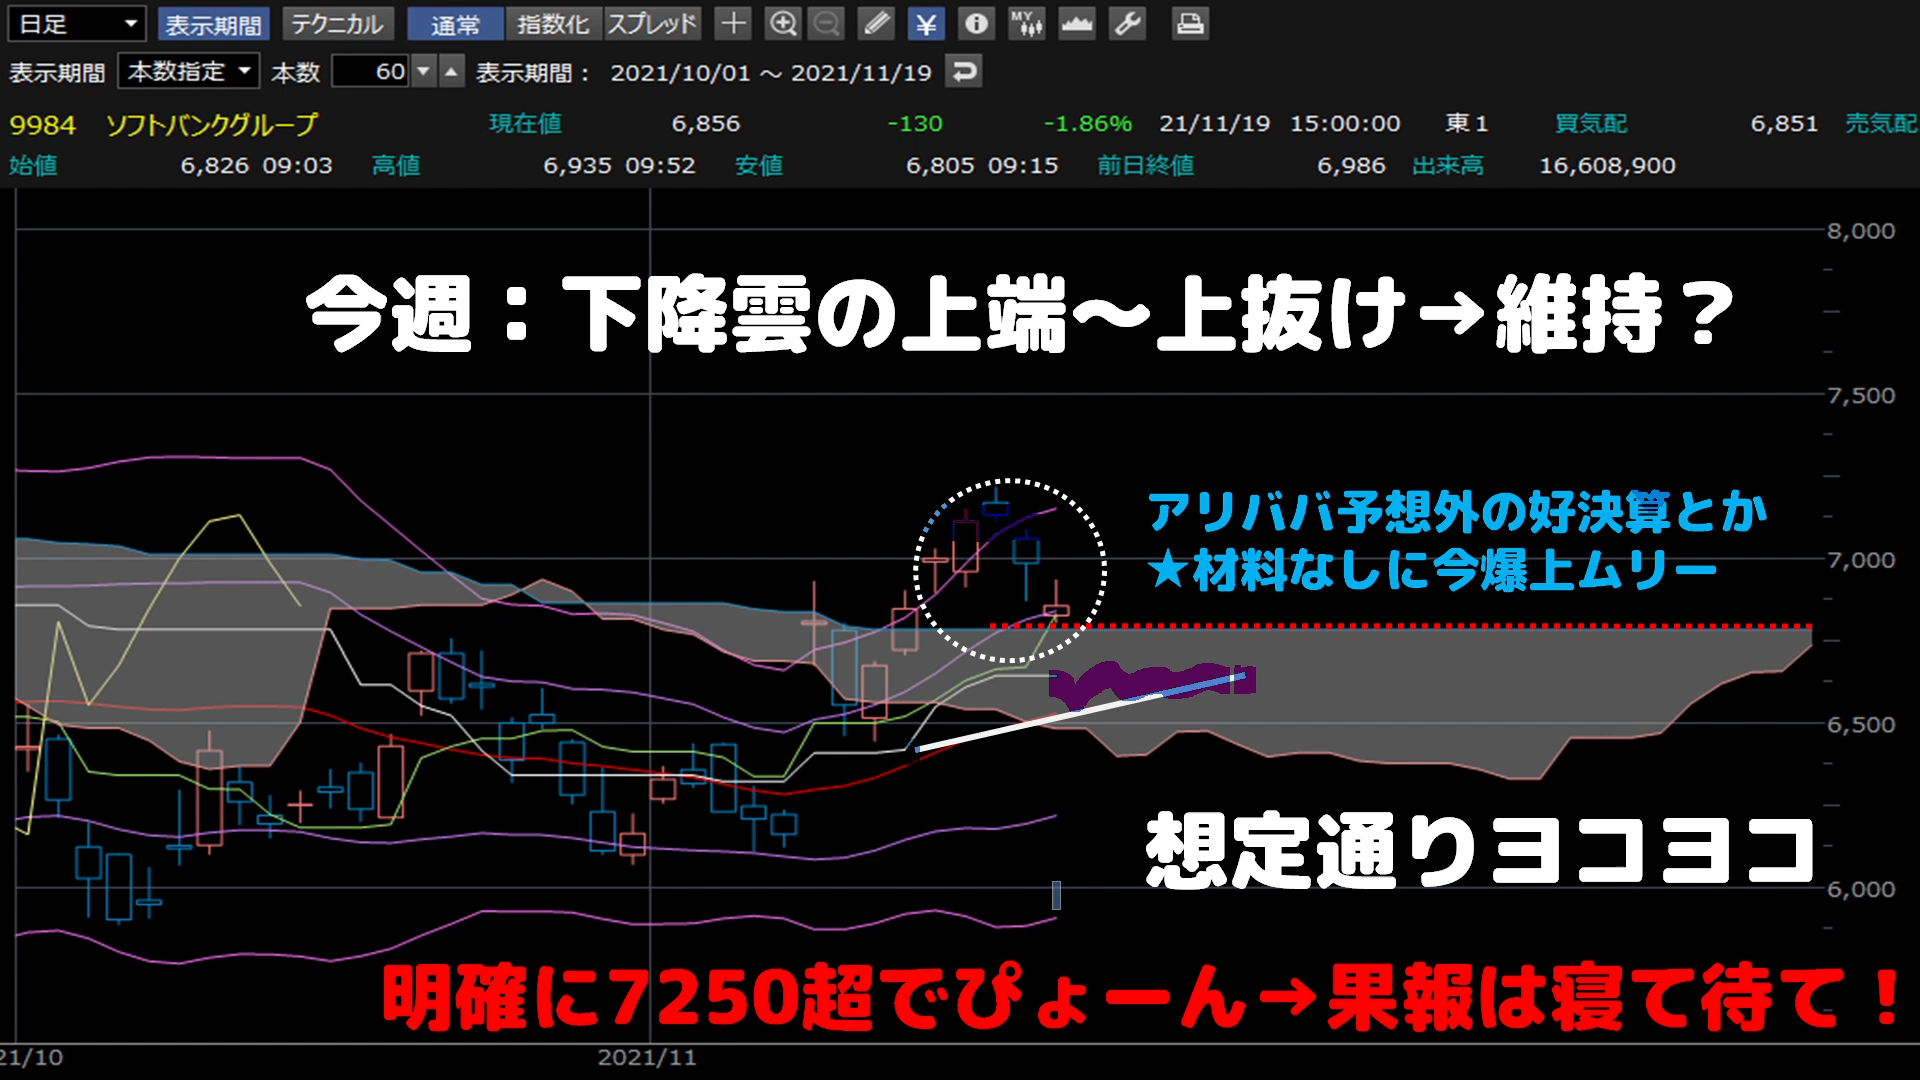 日足 表示期間 テクニカル 通常 指数化 スプレッド ¥ MY
表示期間 本数指定 本数 60 表示期間： 2021/10/01 ～ 2021/11/19
9984 ソフトバンクグループ 現在値 6,856 -130 -1.86% 21/11/19 15:00:00 東1 買気配 6,851 売気配
始値 6,826 09:03 高値 6,935 09:52 安値 6,805 09:15 前日終値 6,986 出来高 16,608,900
8,000
今週：下降雲の上端～上抜け→維持？
7,500
アリババ予想外の好決算とか
7,000
★材料なしに今爆上ムリー
6,500
想定通りヨコヨコ
6,000
明確に7250超でぴょーん→果報は寝て待て！
21/10 2021/11